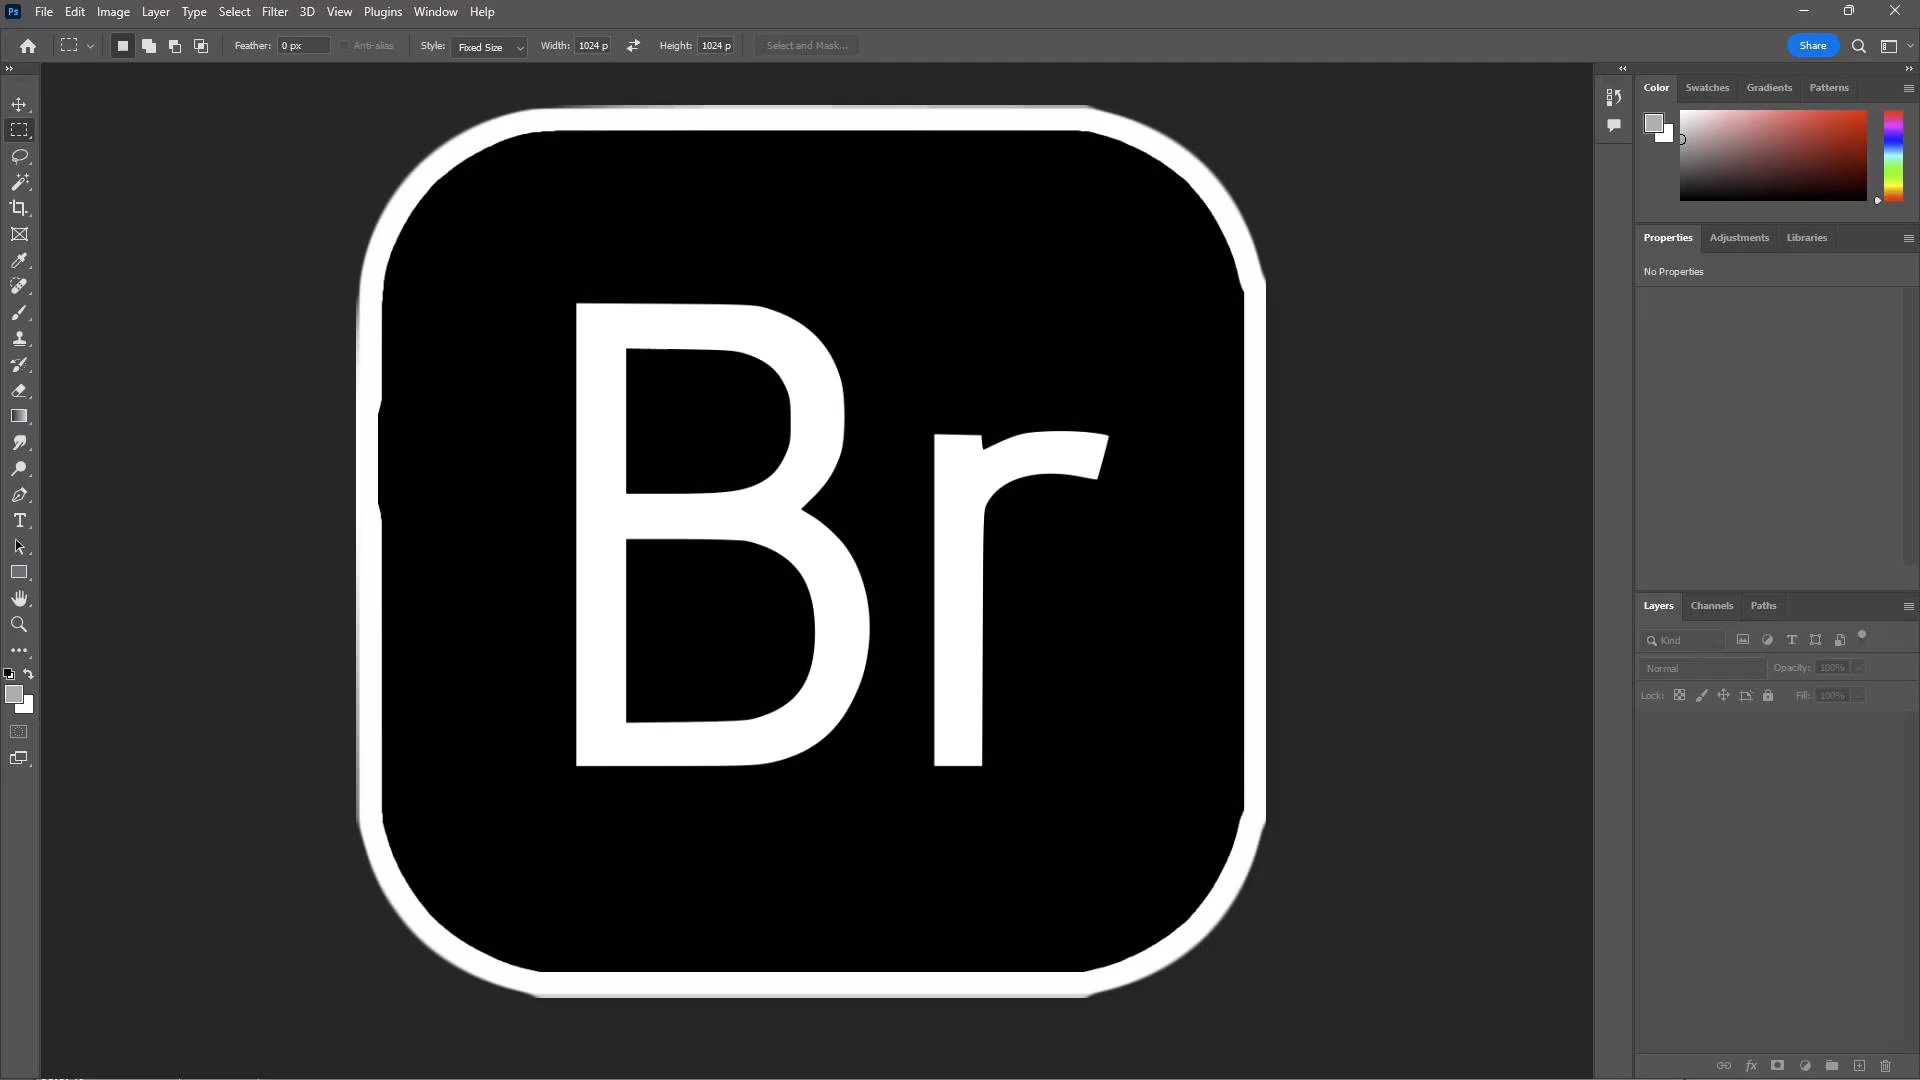 Ps File Edit Image Layer Type Select Filter 3D View Plugins Window Help
Feather: 0 px Anti-alias Style: Fixed Size Width: 1024 p Height: 1024 p Select and Mask... Share
Color Swatches Gradients Patterns
Properties Adjustments Libraries
No Properties
Br
Layers Channels Paths
Kind
Normal Opacity: 100%
Lock: Fill: 100%
fx